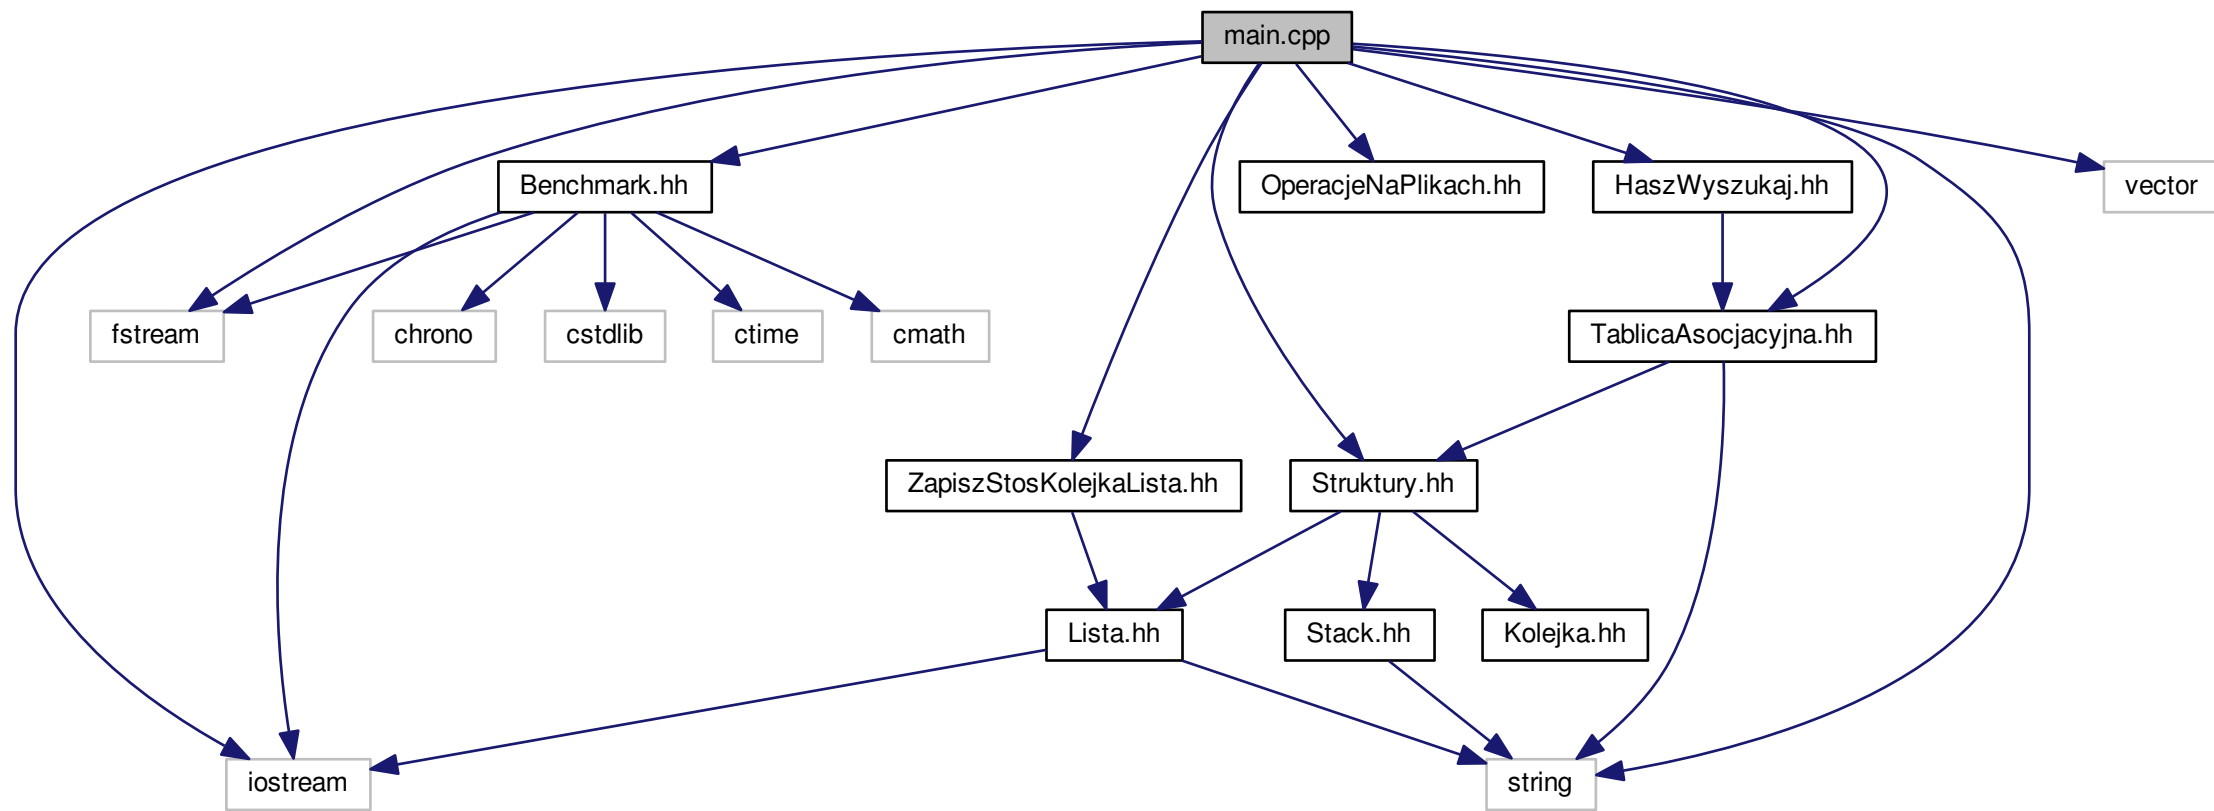 main.cpp
Benchmark.hh
OperacjeNaPlikach.hh
HaszWyszukaj.hh
vector
fstream
chrono
cstdlib
ctime
cmath
TablicaAsocjacyjna.hh
ZapiszStosKolejkaLista.hh
Struktury.hh
Lista.hh
Stack.hh
Kolejka.hh
iostream
string